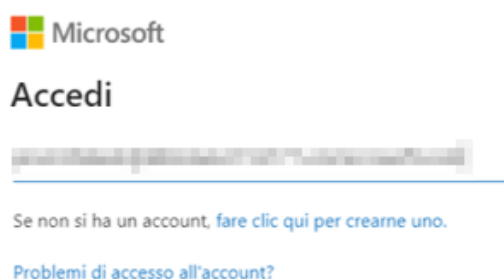 Microsoft
Accedi
Se non si ha un account, fare clic qui per crearne uno.
Problemi di accesso all'account?